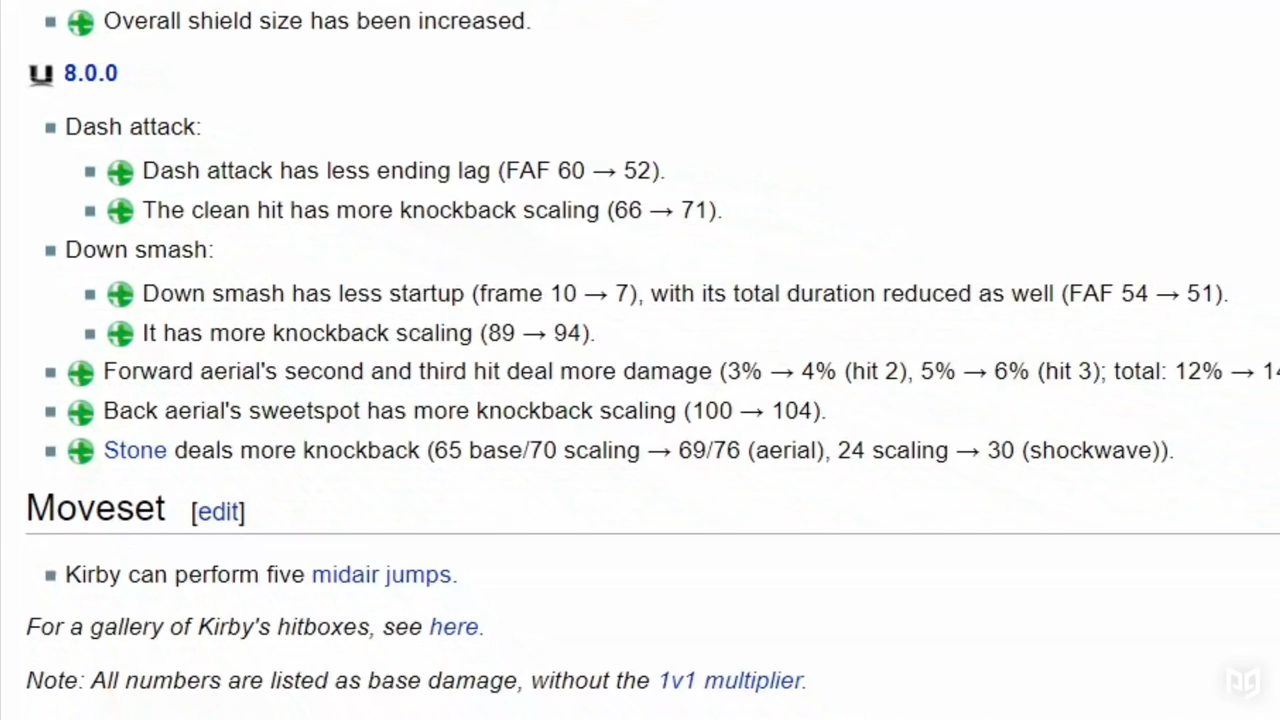 Overall shield size has been increased.
8.0.0
Dash attack:
Dash attack has less ending lag (FAF 60 → 52).
The clean hit has more knockback scaling (66 → 71).
Down smash:
Down smash has less startup (frame 10 → 7), with its total duration reduced as well (FAF 54 → 51).
It has more knockback scaling (89 → 94).
Forward aerial's second and third hit deal more damage (3% → 4% (hit 2), 5% → 6% (hit 3); total: 12% →
Back aerial's sweetspot has more knockback scaling (100 → 104).
Stone deals more knockback (65 base/70 scaling → 69/76 (aerial), 24 scaling → 30 (shockwave)).
Moveset [edit]
Kirby can perform five midair jumps.
For a gallery of Kirby's hitboxes, see here.
Note: All numbers are listed as base damage, without the 1v1 multiplier.